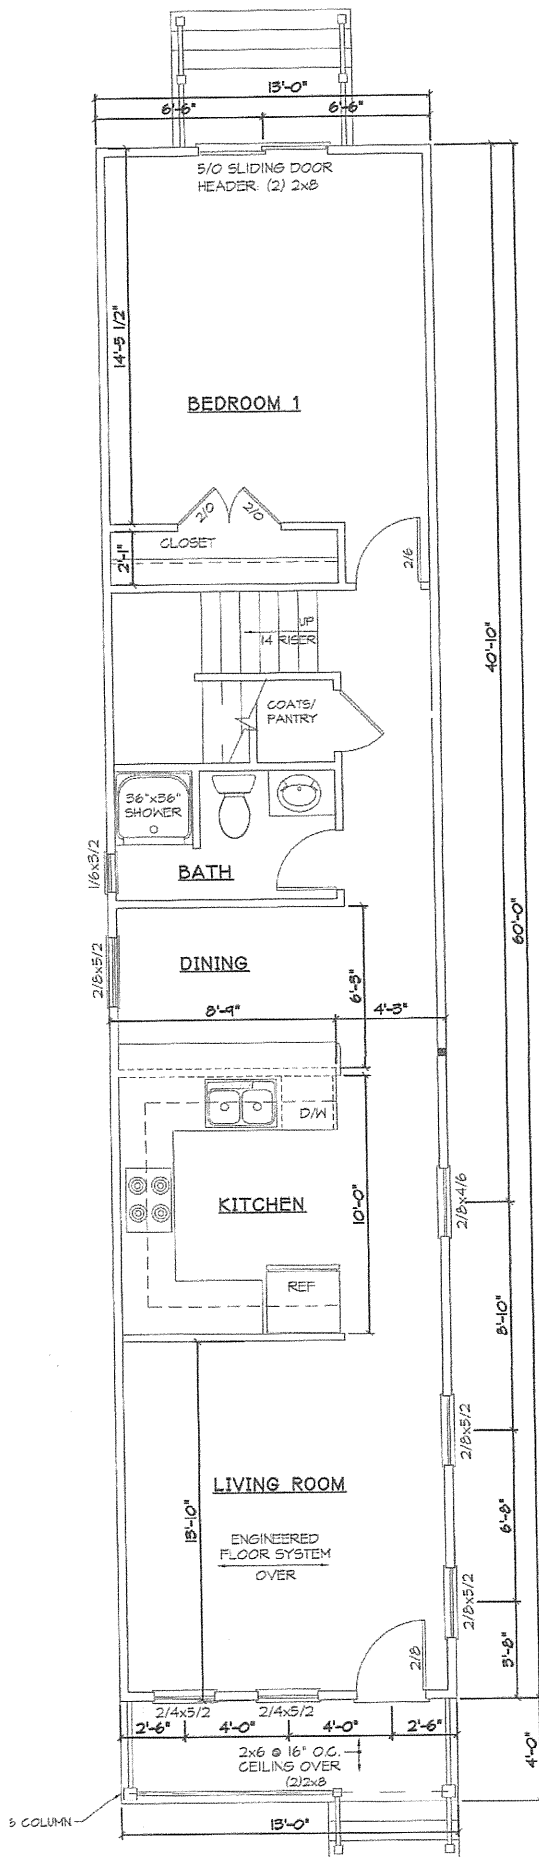 13'-0"
6'-6" 6'-6"
5/0 SLIDING DOOR
HEADER: (2) 2x8
14'-5 1/2"
BEDROOM 1
2/0 2/0
CLOSET
2'-1"
2/6
UP
14 RISER
40'-10"
COATS/
PANTRY
36"x36"
SHOWER
1/6x3/2
BATH
60'-0"
2/8x5/2
DINING
6'-3"
8'-9" 4'-3"
D/W
KITCHEN
10'-0"
2/8x4/6
REF
8'-10"
2/8x5/2
LIVING ROOM
13'-10"
6'-8"
ENGINEERED
FLOOR SYSTEM
OVER
2/8x5/2
2/8
3'-8"
2/4x5/2 2/4x5/2
2'-6" 4'-0" 4'-0" 2'-6"
4'-0"
2x6 @ 16" O.C.
CEILING OVER
(2)2x8
COLUMN
13'-0"